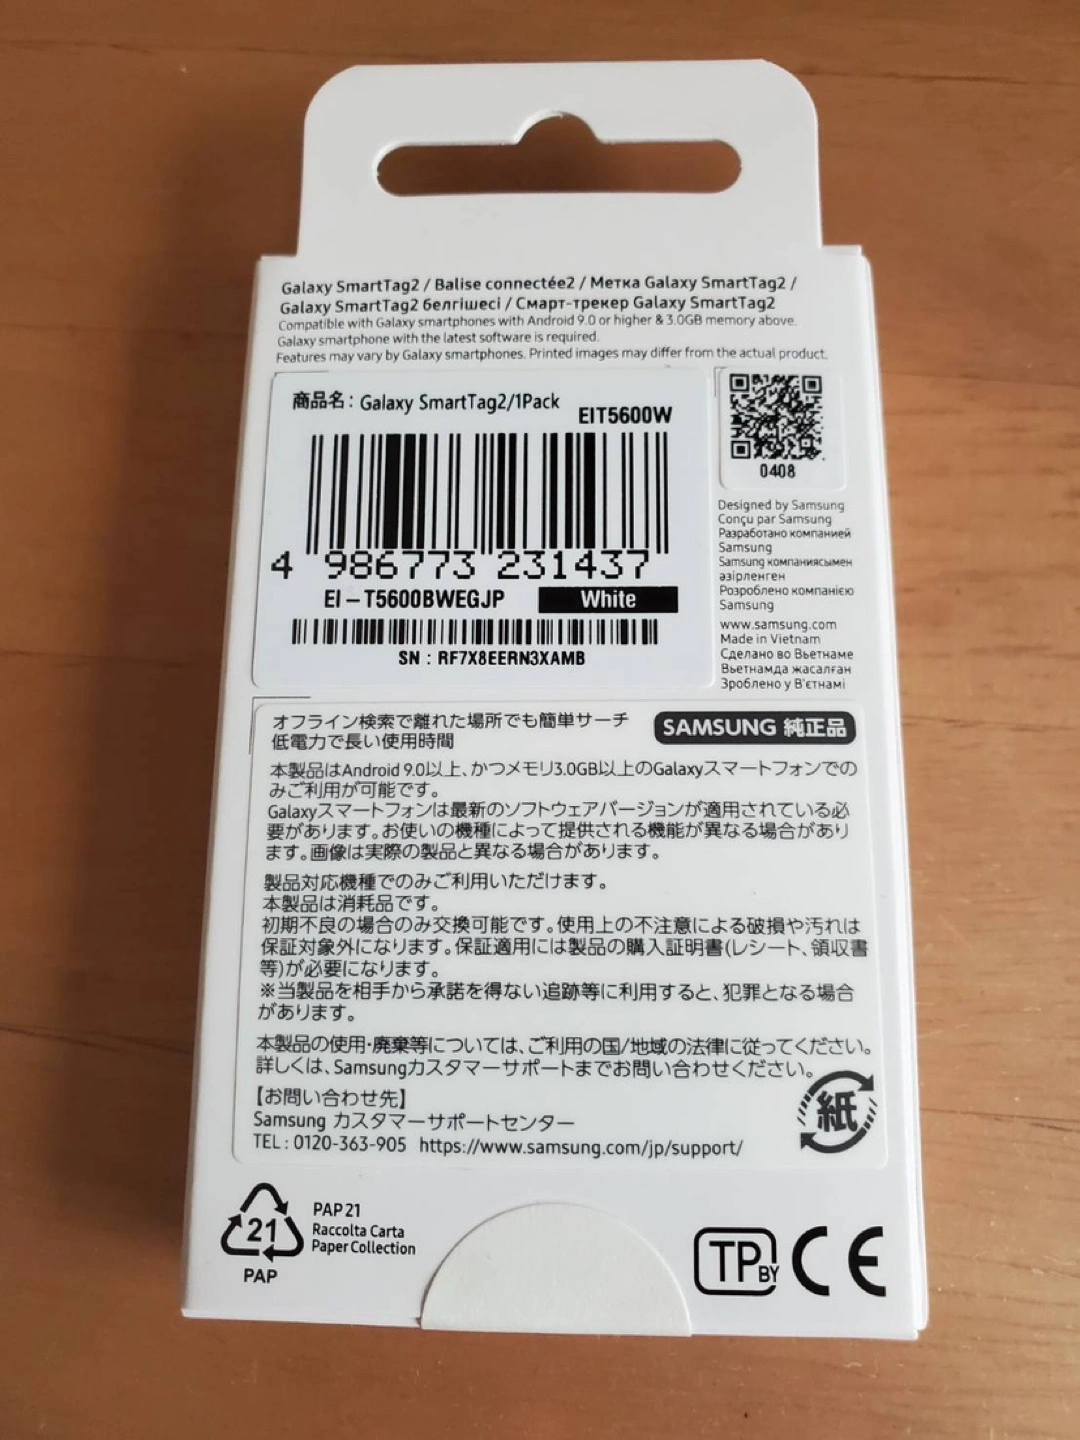 Galaxy SmartTag2 / Balise connectée2 / Метка Galaxy SmartTag2 /
Galaxy SmartTag2 белгішесі / Смарт-трекер Galaxy SmartTag2
Compatible with Galaxy smartphones with Android 9.0 or higher & 3.0GB memory above.
Galaxy smartphone with the latest software is required.
Features may vary by Galaxy smartphones. Printed images may differ from the actual product.
商品名: Galaxy SmartTag2/1Pack
EIT5600W
4 986773 231437
EI-T5600BWEGJP White
SN : RF7X8EERN3XAMB
0408
Designed by Samsung
Conçu par Samsung
Разработано компанией
Samsung
Samsung компаниясымен
әзірленген
Розроблено компанією
Samsung
www.samsung.com
Made in Vietnam
Сделано во Вьетнаме
Вьетнамда жасалған
Зроблено у В'єтнамі
オフライン検索で離れた場所でも簡単サーチ
低電力で長い使用時間
SAMSUNG 純正品
本製品はAndroid 9.0以上、かつメモリ3.0GB以上のGalaxyスマートフォンでの
みご利用が可能です。
Galaxyスマートフォンは最新のソフトウェアバージョンが適用されている必
要があります。お使いの機種によって提供される機能が異なる場合があり
ます。画像は実際の製品と異なる場合があります。
製品対応機種でのみご利用いただけます。
本製品は消耗品です。
初期不良の場合のみ交換可能です。使用上の不注意による破損や汚れは
保証対象外になります。保証適用には製品の購入証明書(レシート、領収書
等)が必要になります。
※当製品を相手から承諾を得ない追跡等に利用すると、犯罪となる場合
があります。
本製品の使用・廃棄等については、ご利用の国/地域の法律に従ってください。
詳しくは、Samsungカスタマーサポートまでお問い合わせください。
【お問い合わせ先】
Samsung カスタマーサポートセンター
TEL : 0120-363-905 https://www.samsung.com/jp/support/
紙
21
PAP
PAP 21
Raccolta Carta
Paper Collection
TP BY
CE